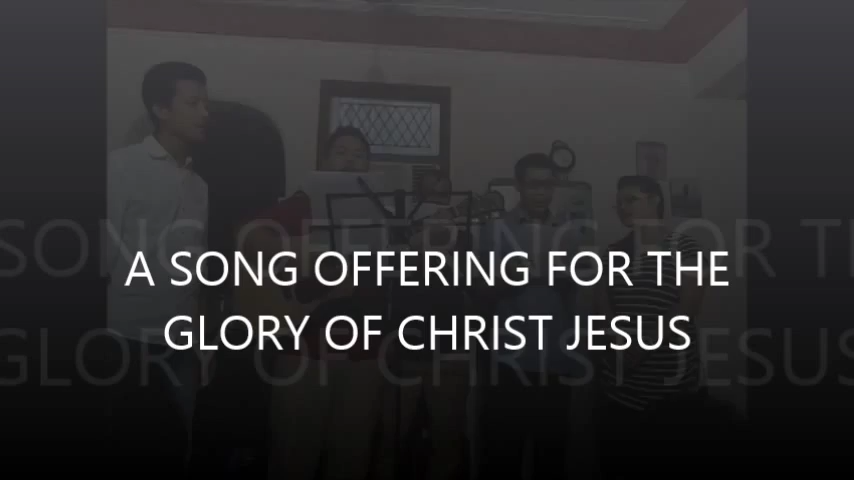 A SONG OFFERING FOR THE
GLORY OF CHRIST JESUS